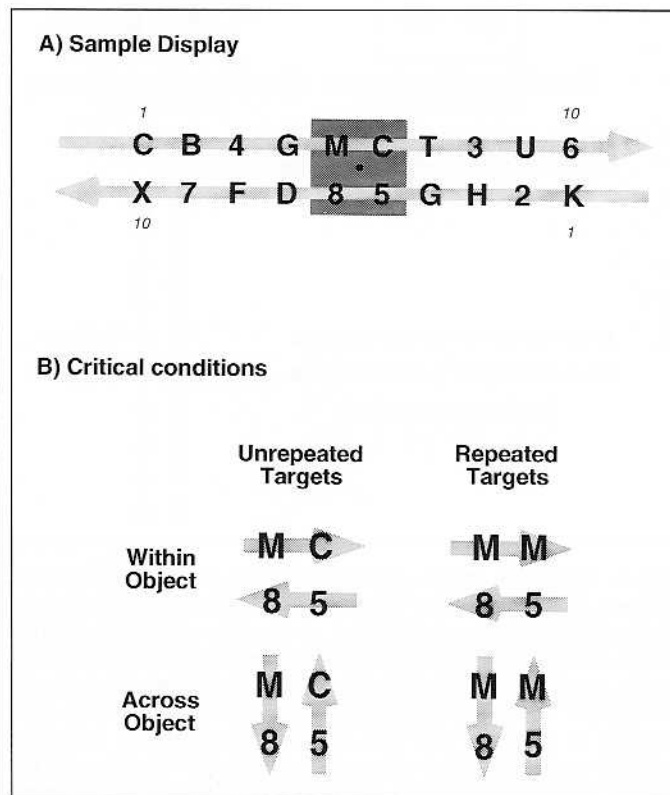 A) Sample Display
1 10
C B 4 G M C T 3 U 6
X 7 F D 8 5 G H 2 K
10 1
B) Critical conditions
Unrepeated Targets
Repeated Targets
Within Object
M C
8 5
M M
8 5
Across Object
M C
8 5
M M
8 5